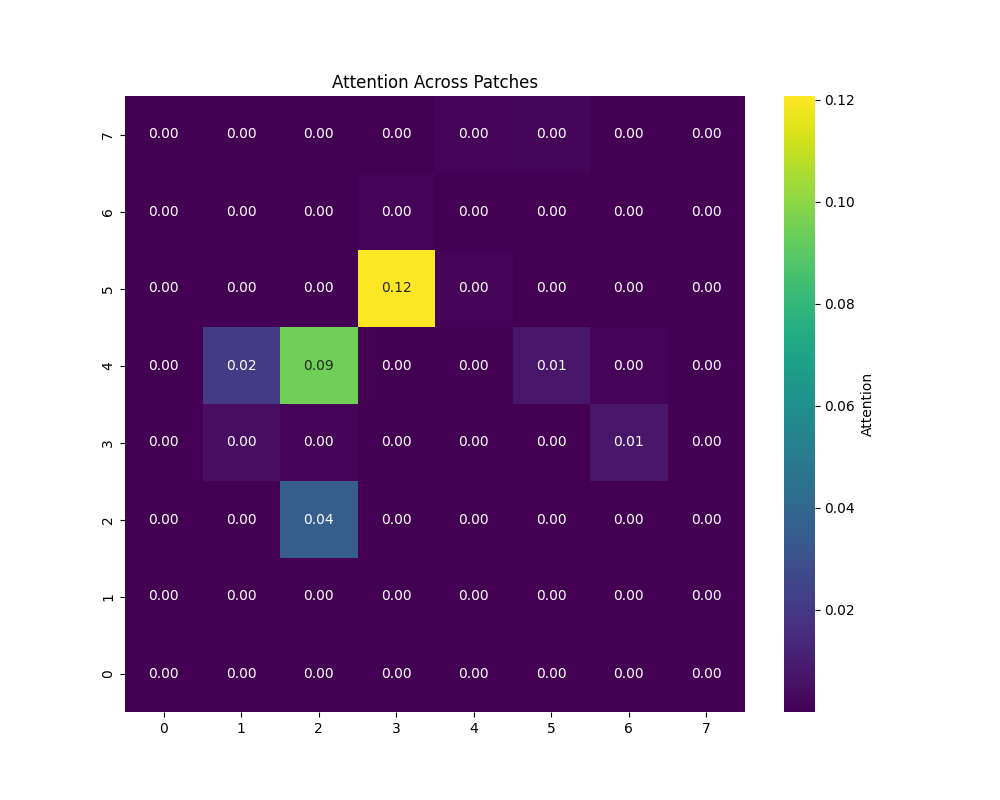 Attention Across Patches
7 0.00 0.00 0.00 0.00 0.00 0.00 0.00 0.00
6 0.00 0.00 0.00 0.00 0.00 0.00 0.00 0.00
5 0.00 0.00 0.00 0.12 0.00 0.00 0.00 0.00
4 0.00 0.02 0.09 0.00 0.00 0.01 0.00 0.00
3 0.00 0.00 0.00 0.00 0.00 0.00 0.01 0.00
2 0.00 0.00 0.04 0.00 0.00 0.00 0.00 0.00
1 0.00 0.00 0.00 0.00 0.00 0.00 0.00 0.00
0 0.00 0.00 0.00 0.00 0.00 0.00 0.00 0.00
0 1 2 3 4 5 6 7
0.12
0.10
0.08
0.06
0.04
0.02
Attention